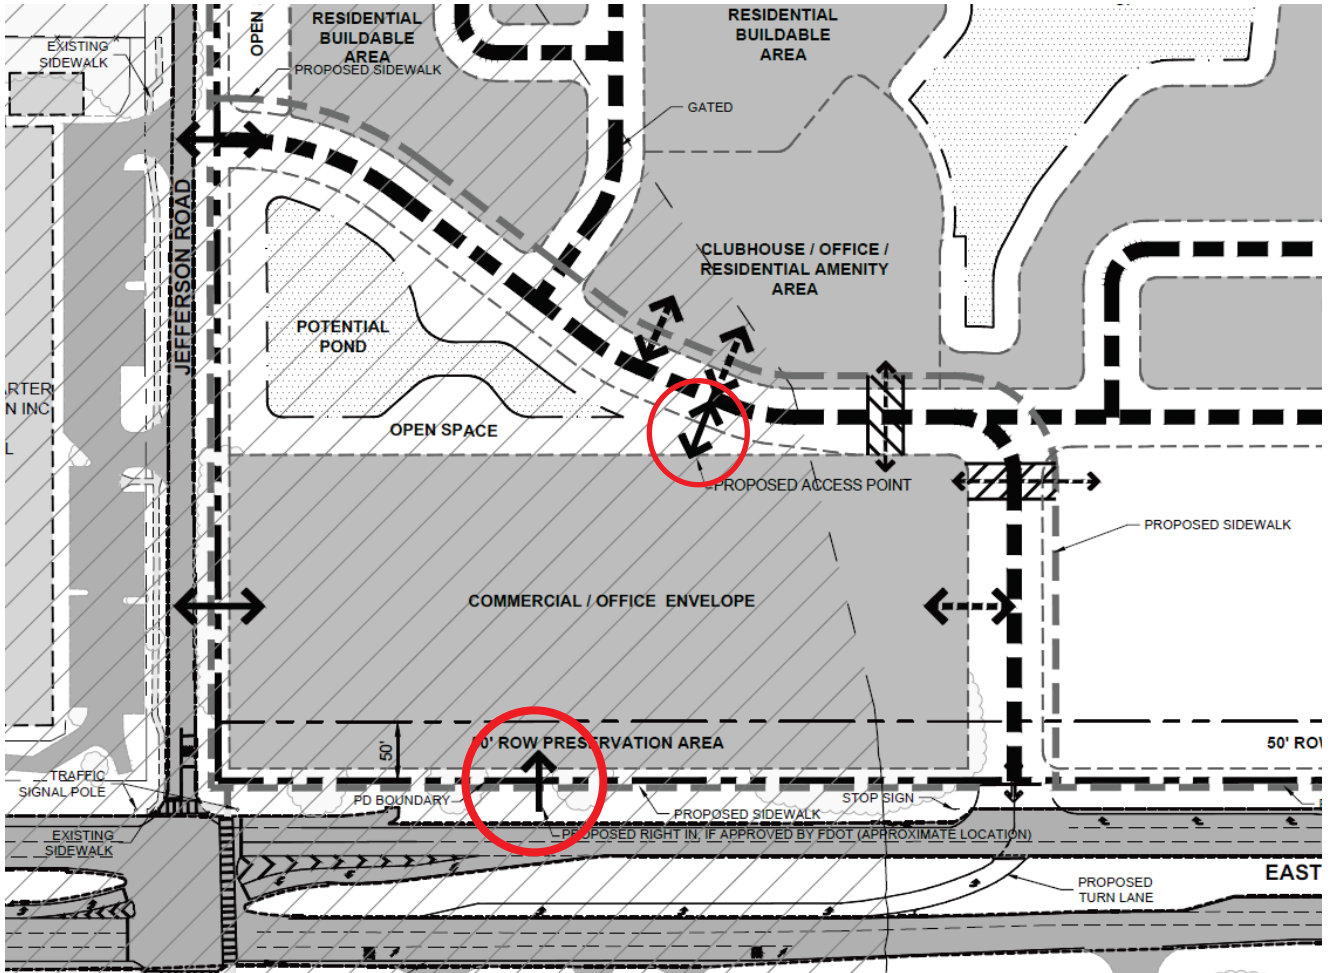 EXISTING
SIDEWALK
OPEN
RESIDENTIAL
BUILDABLE
AREA
PROPOSED SIDEWALK
RESIDENTIAL
BUILDABLE
AREA
GATED
JEFFERSON ROAD
CLUBHOUSE / OFFICE /
RESIDENTIAL AMENITY
AREA
POTENTIAL
POND
ARTER
N INC
L
OPEN SPACE
PROPOSED ACCESS POINT
PROPOSED SIDEWALK
COMMERCIAL / OFFICE ENVELOPE
50'
50' ROW PRESERVATION AREA
50' ROW
TRAFFIC
SIGNAL POLE
PD BOUNDARY
PROPOSED SIDEWALK
STOP SIGN
EXISTING
SIDEWALK
PROPOSED RIGHT IN, IF APPROVED BY FDOT (APPROXIMATE LOCATION)
PROPOSED
TURN LANE
EAST